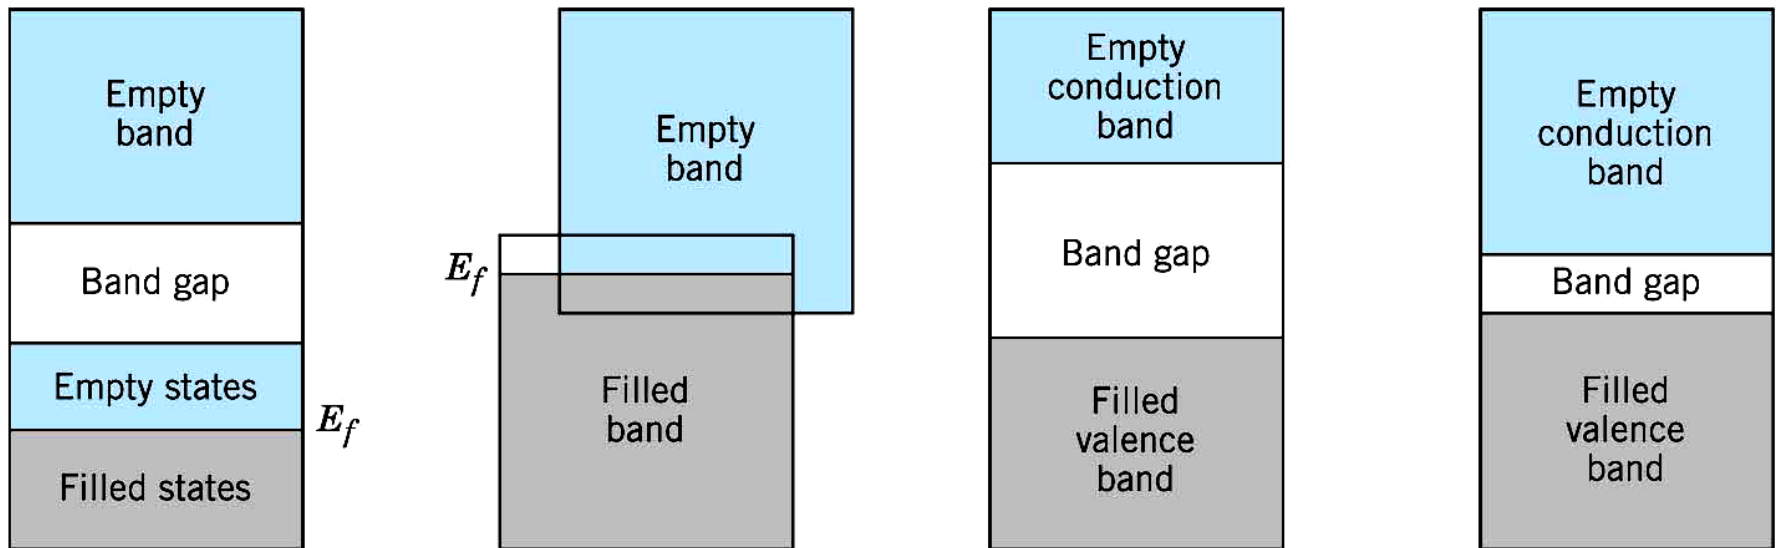 Empty
band
Band gap
Empty states
E_f
Filled states
Empty
band
E_f
Filled
band
Empty
conduction
band
Band gap
Filled
valence
band
Empty
conduction
band
Band gap
Filled
valence
band